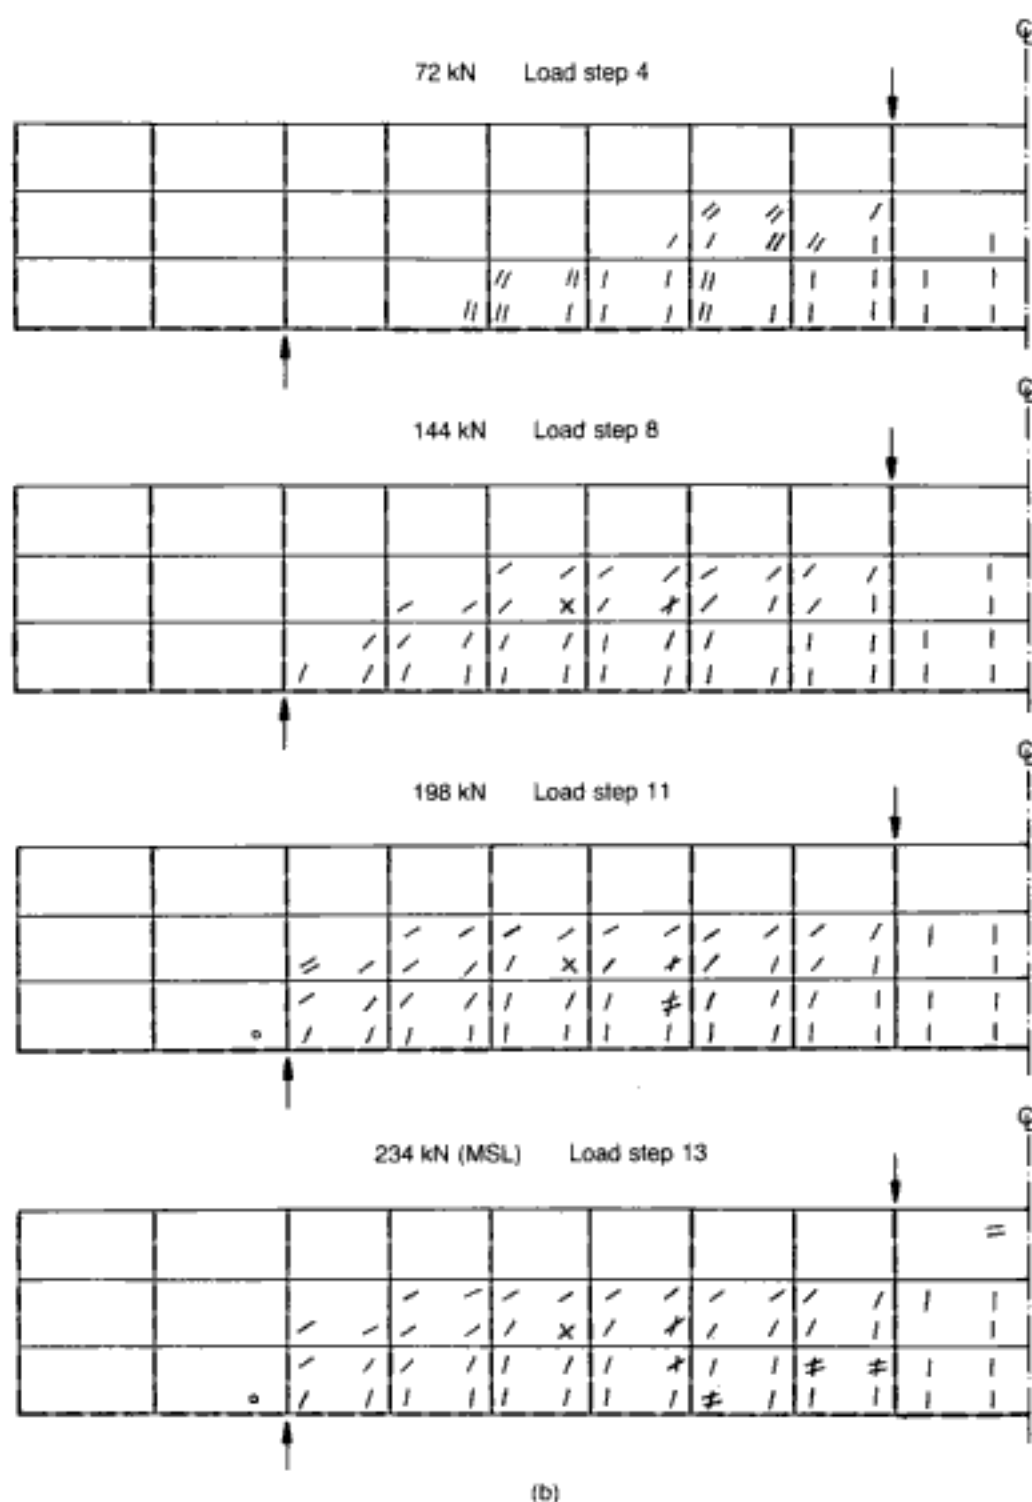 ℄
72 kN Load step 4
℄
144 kN Load step 8
℄
198 kN Load step 11
℄
234 kN (MSL) Load step 13
(b)